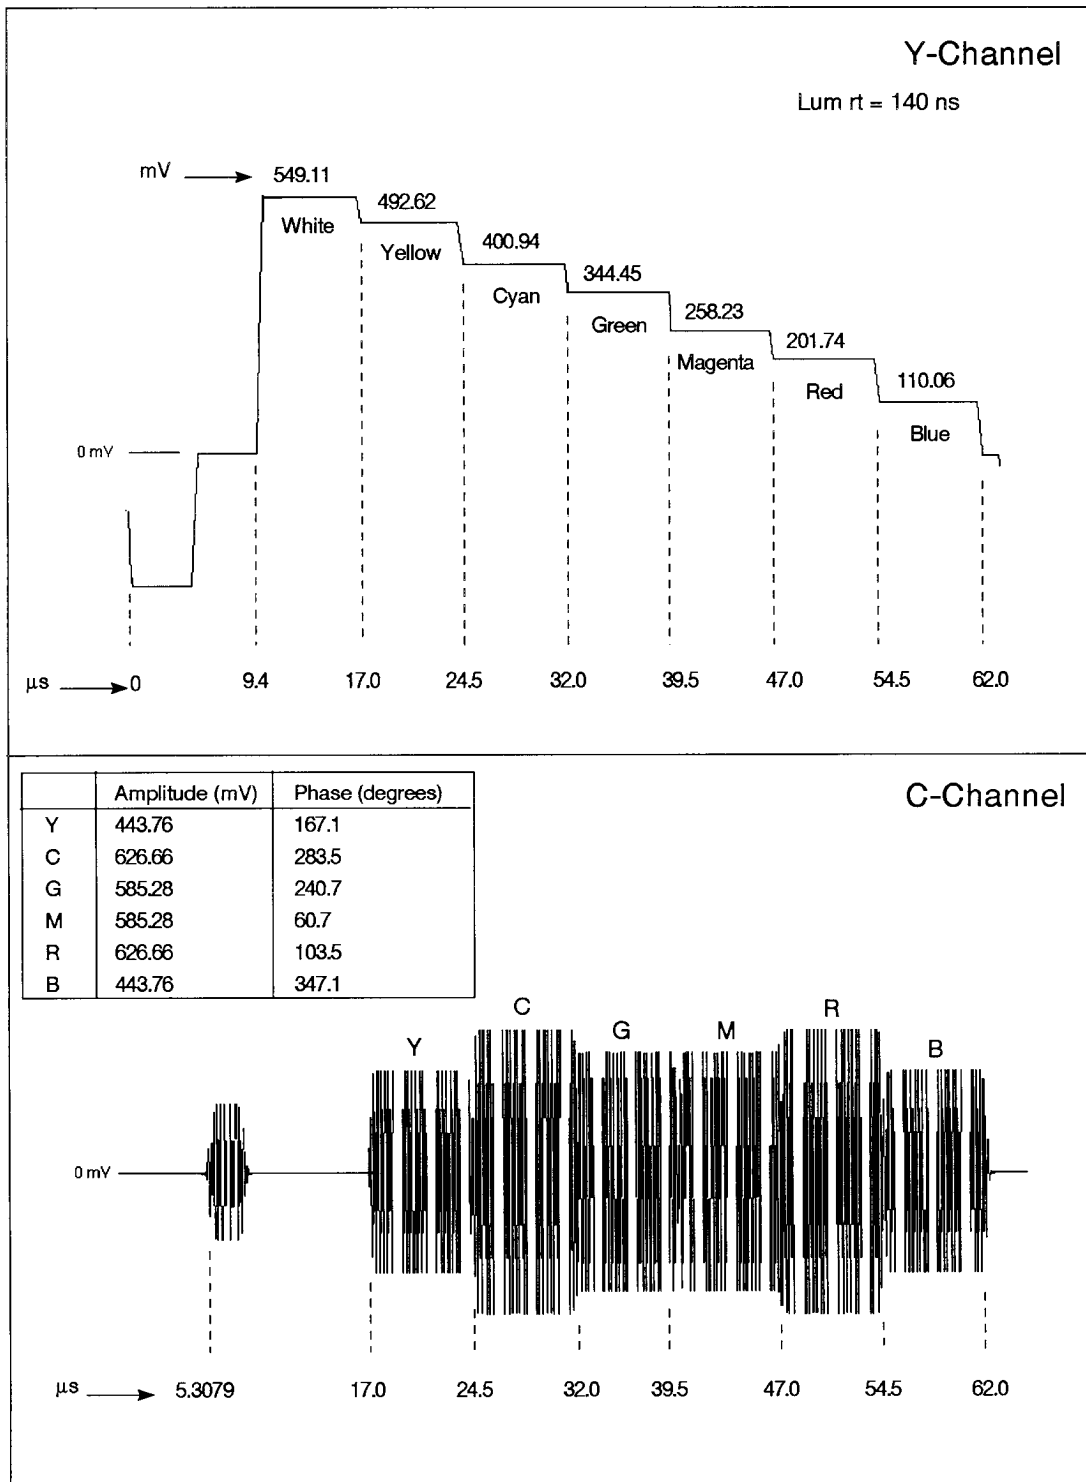 Y-Channel
Lum rt = 140 ns
mV
549.11
492.62
400.94
344.45
258.23
201.74
110.06
White
Yellow
Cyan
Green
Magenta
Red
Blue
0 mV
µs 0 9.4 17.0 24.5 32.0 39.5 47.0 54.5 62.0
C-Channel
Amplitude (mV) Phase (degrees)
Y 443.76 167.1
C 626.66 283.5
G 585.28 240.7
M 585.28 60.7
R 626.66 103.5
B 443.76 347.1
Y C G M R B
0 mV
µs 5.3079 17.0 24.5 32.0 39.5 47.0 54.5 62.0